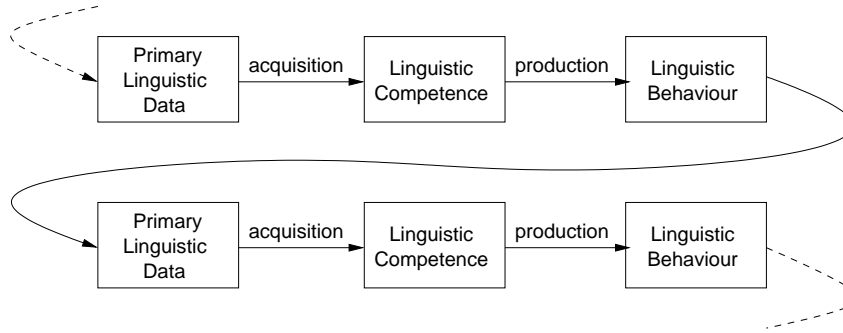 Primary
Linguistic
Data
acquisition
Linguistic
Competence
production
Linguistic
Behaviour
Primary
Linguistic
Data
acquisition
Linguistic
Competence
production
Linguistic
Behaviour